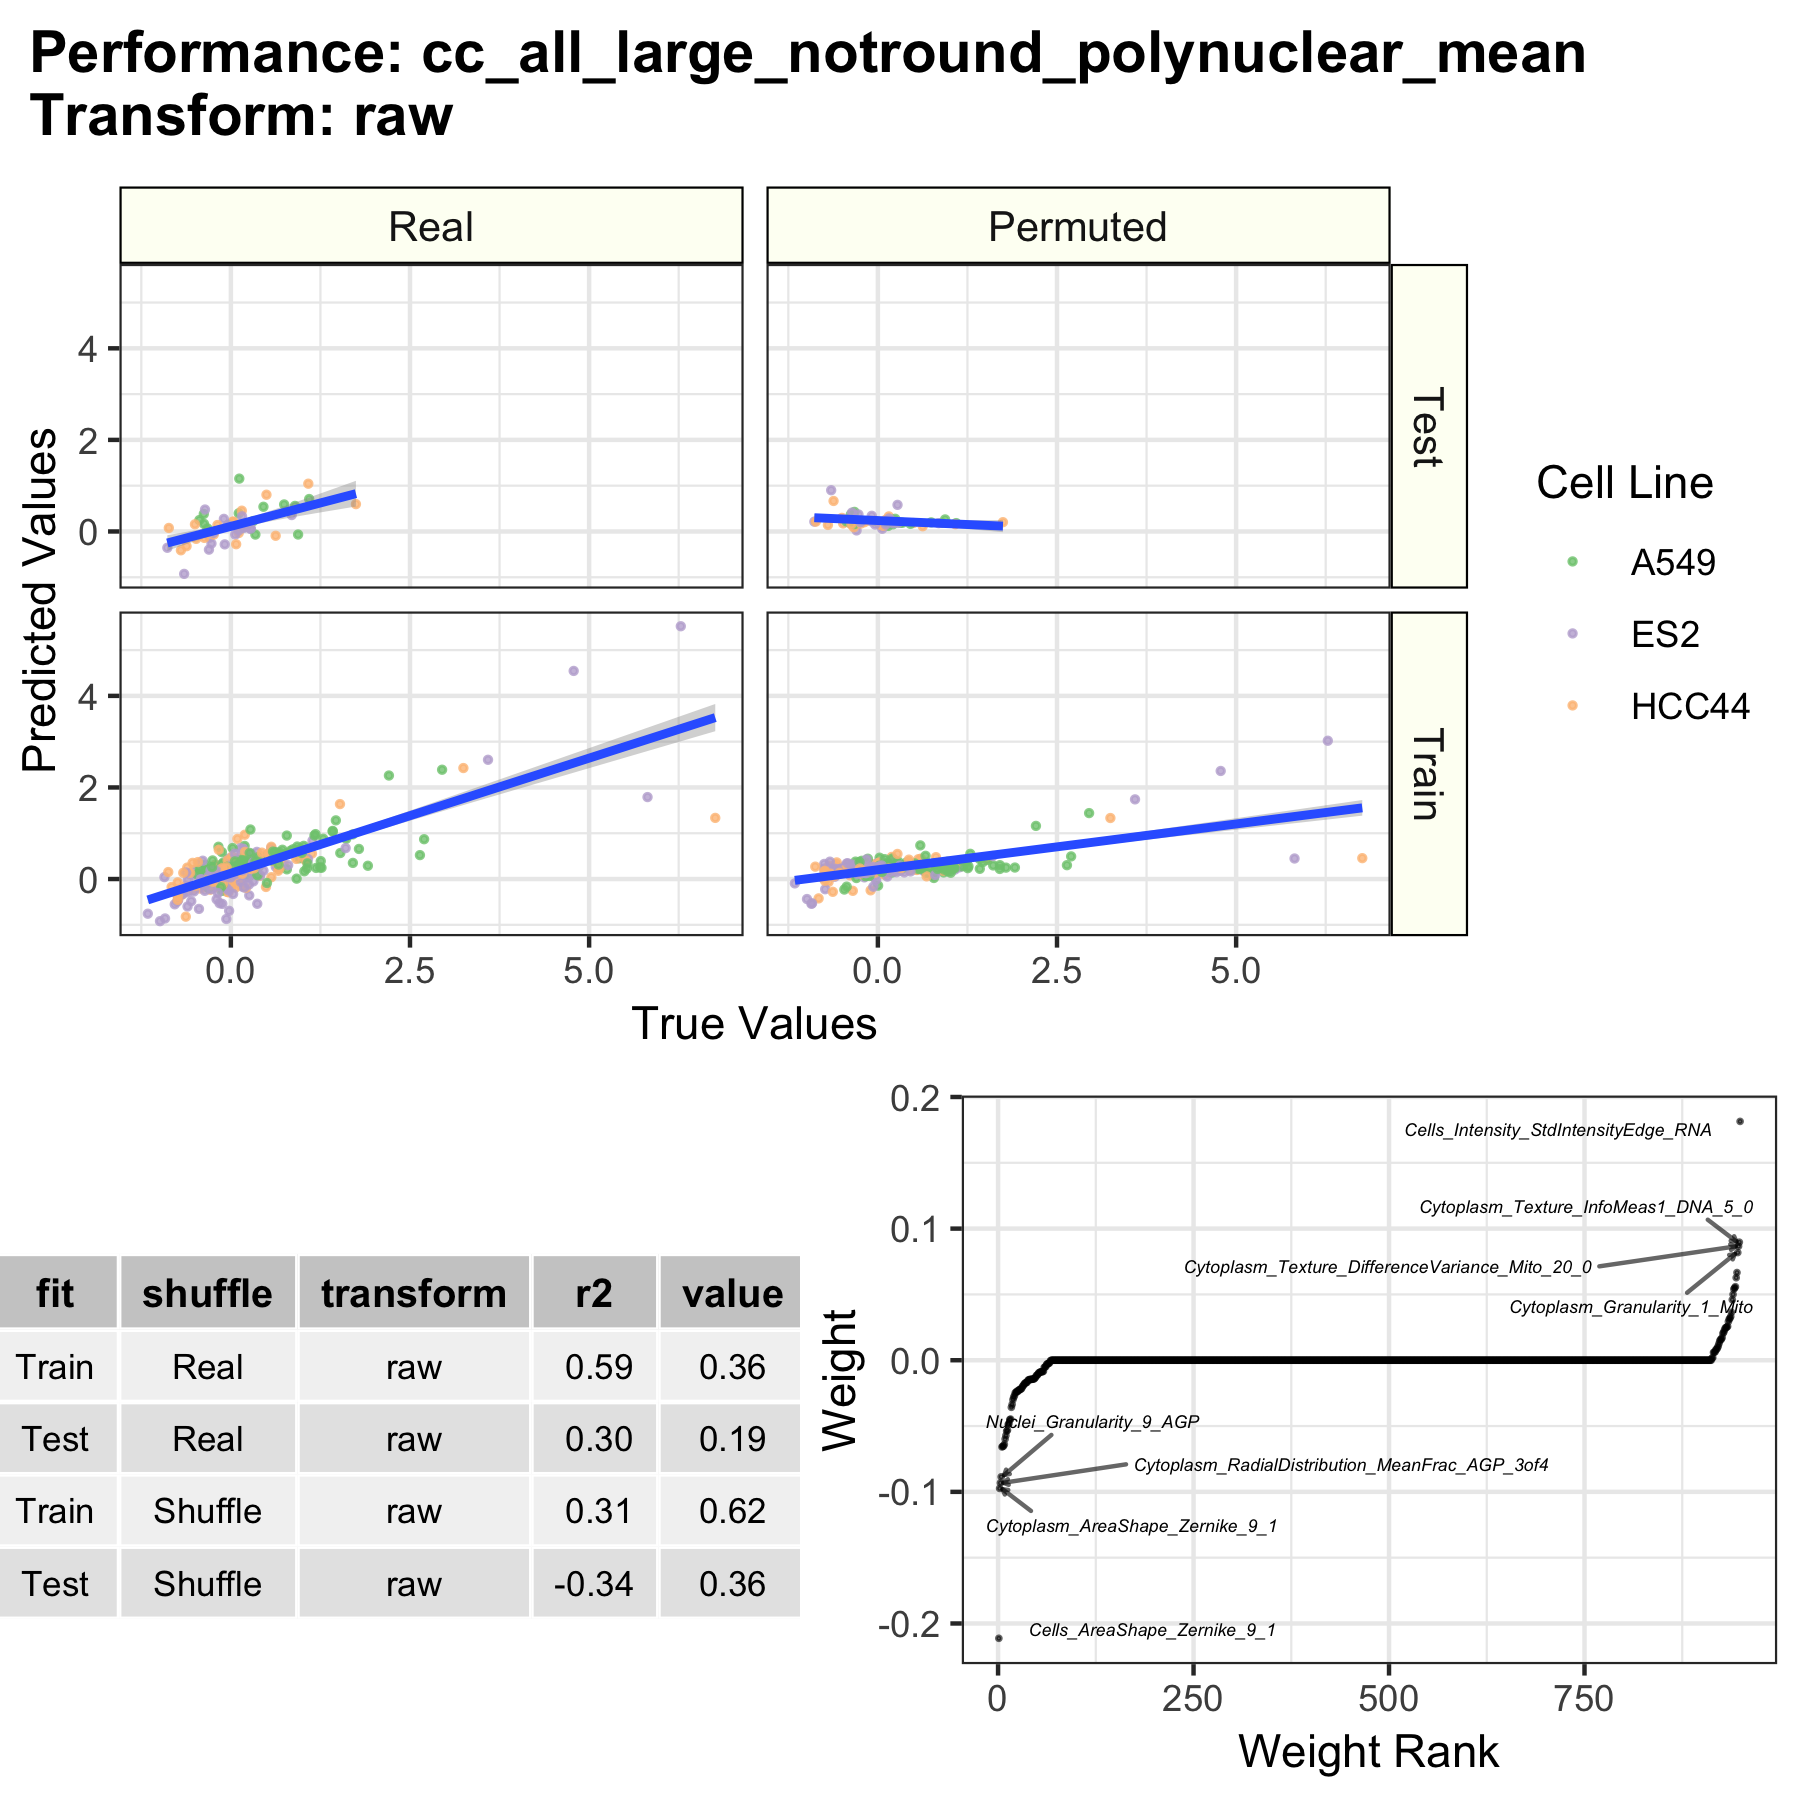 Performance: cc_all_large_notround_polynuclear_mean
Transform: raw
Real
Permuted
Predicted Values
4
2
0
Test
4
2
0
Train
0.0
2.5
5.0
0.0
2.5
5.0
True Values
Cell Line
A549
ES2
HCC44
fit shuffle transform r2 value
Train Real raw 0.59 0.36
Test Real raw 0.30 0.19
Train Shuffle raw 0.31 0.62
Test Shuffle raw -0.34 0.36
Weight
0.2
0.1
0.0
-0.1
-0.2
Cells_Intensity_StdIntensityEdge_RNA
Cytoplasm_Texture_InfoMeas1_DNA_5_0
Cytoplasm_Texture_DifferenceVariance_Mito_20_0
Cytoplasm_Granularity_1_Mito
Nuclei_Granularity_9_AGP
Cytoplasm_RadialDistribution_MeanFrac_AGP_3of4
Cytoplasm_AreaShape_Zernike_9_1
Cells_AreaShape_Zernike_9_1
0
250
500
750
Weight Rank